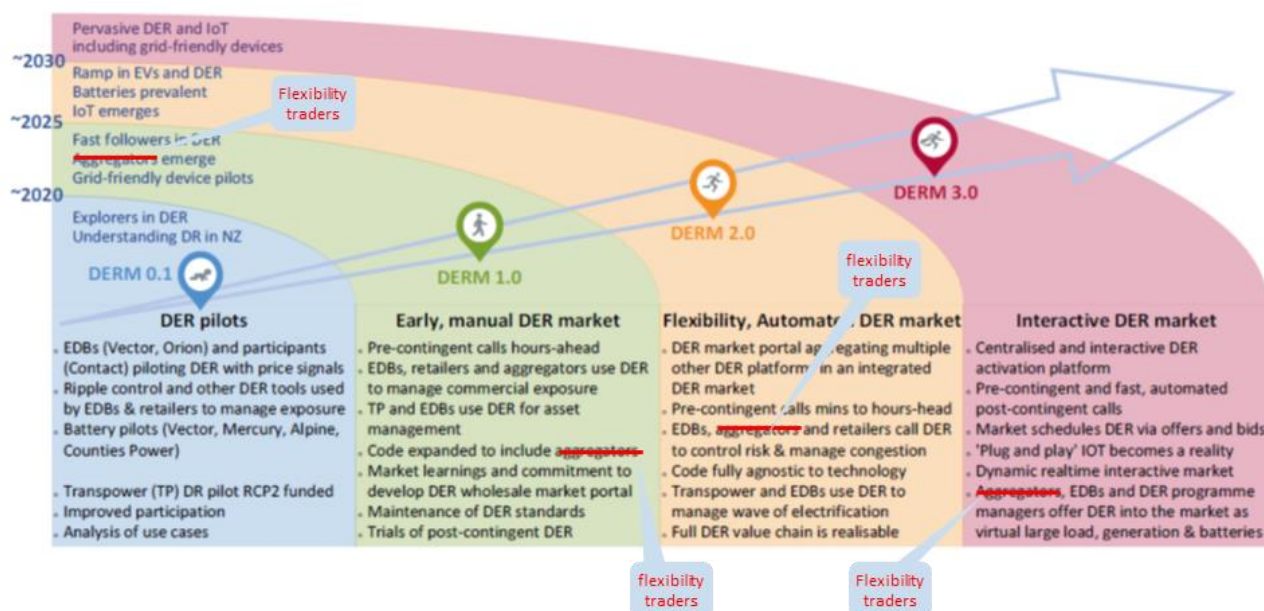 Pervasive DER and IoT
including grid-friendly devices
~2030
Ramp in EVs and DER
Batteries prevalent
IoT emerges
Flexibility
traders
~2025
Fast followers in DER
Aggregators emerge
Grid-friendly device pilots
~2020
Explorers in DER
Understanding DR in NZ
DERM 0.1
DERM 1.0
DERM 2.0
DERM 3.0
flexibility
traders
DER pilots
. EDBs (Vector, Orion) and participants
(Contact) piloting DER with price signals
. Ripple control and other DER tools used
by EDBs & retailers to manage exposure
. Battery pilots (Vector, Mercury, Alpine,
Counties Power)
. Transpower (TP) DR pilot RCP2 funded
. Improved participation
. Analysis of use cases
Early, manual DER market
. Pre-contingent calls hours-ahead
. EDBs, retailers and aggregators use DER
to manage commercial exposure
. TP and EDBs use DER for asset
management
. Code expanded to include aggregators
. Market learnings and commitment to
develop DER wholesale market portal
. Maintenance of DER standards
. Trials of post-contingent DER
flexibility
traders
Flexibility, Automated DER market
. DER market portal aggregating multiple
other DER platforms in an integrated
DER market
. Pre-contingent calls mins to hours-head
. EDBs, aggregators and retailers call DER
to control risk & manage congestion
. Code fully agnostic to technology
. Transpower and EDBs use DER to
manage wave of electrification
. Full DER value chain is realisable
Interactive DER market
. Centralised and interactive DER
activation platform
. Pre-contingent and fast, automated
post-contingent calls
. Market schedules DER via offers and bids
. 'Plug and play' IOT becomes a reality
. Dynamic realtime interactive market
. Aggregators, EDBs and DER programme
managers offer DER into the market as
virtual large load, generation & batteries
Flexibility
traders